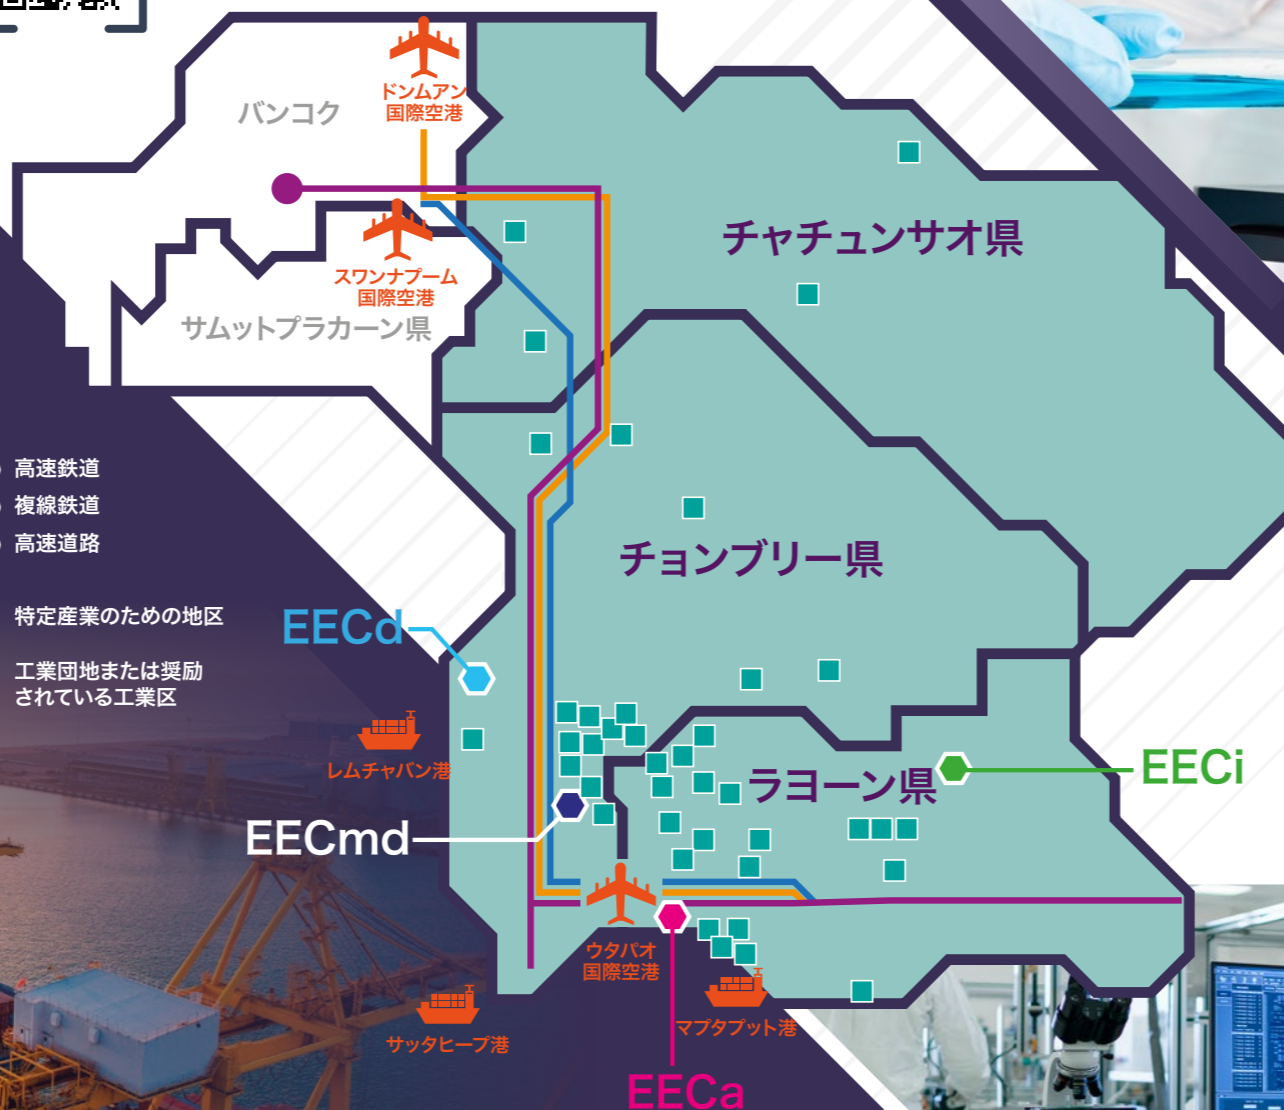 ドンムアン
国際空港
バンコク
スワンナプーム
国際空港
サムットプラカーン県
チャチュンサオ県
高速鉄道
複線鉄道
高速道路
特定産業のための地区
工業団地または奨励
されている工業区
チョンブリー県
EECd
レムチャバン港
EECmd
ラヨーン県
EECi
ウタパオ
国際空港
マプタプット港
サッタヒープ港
EECa